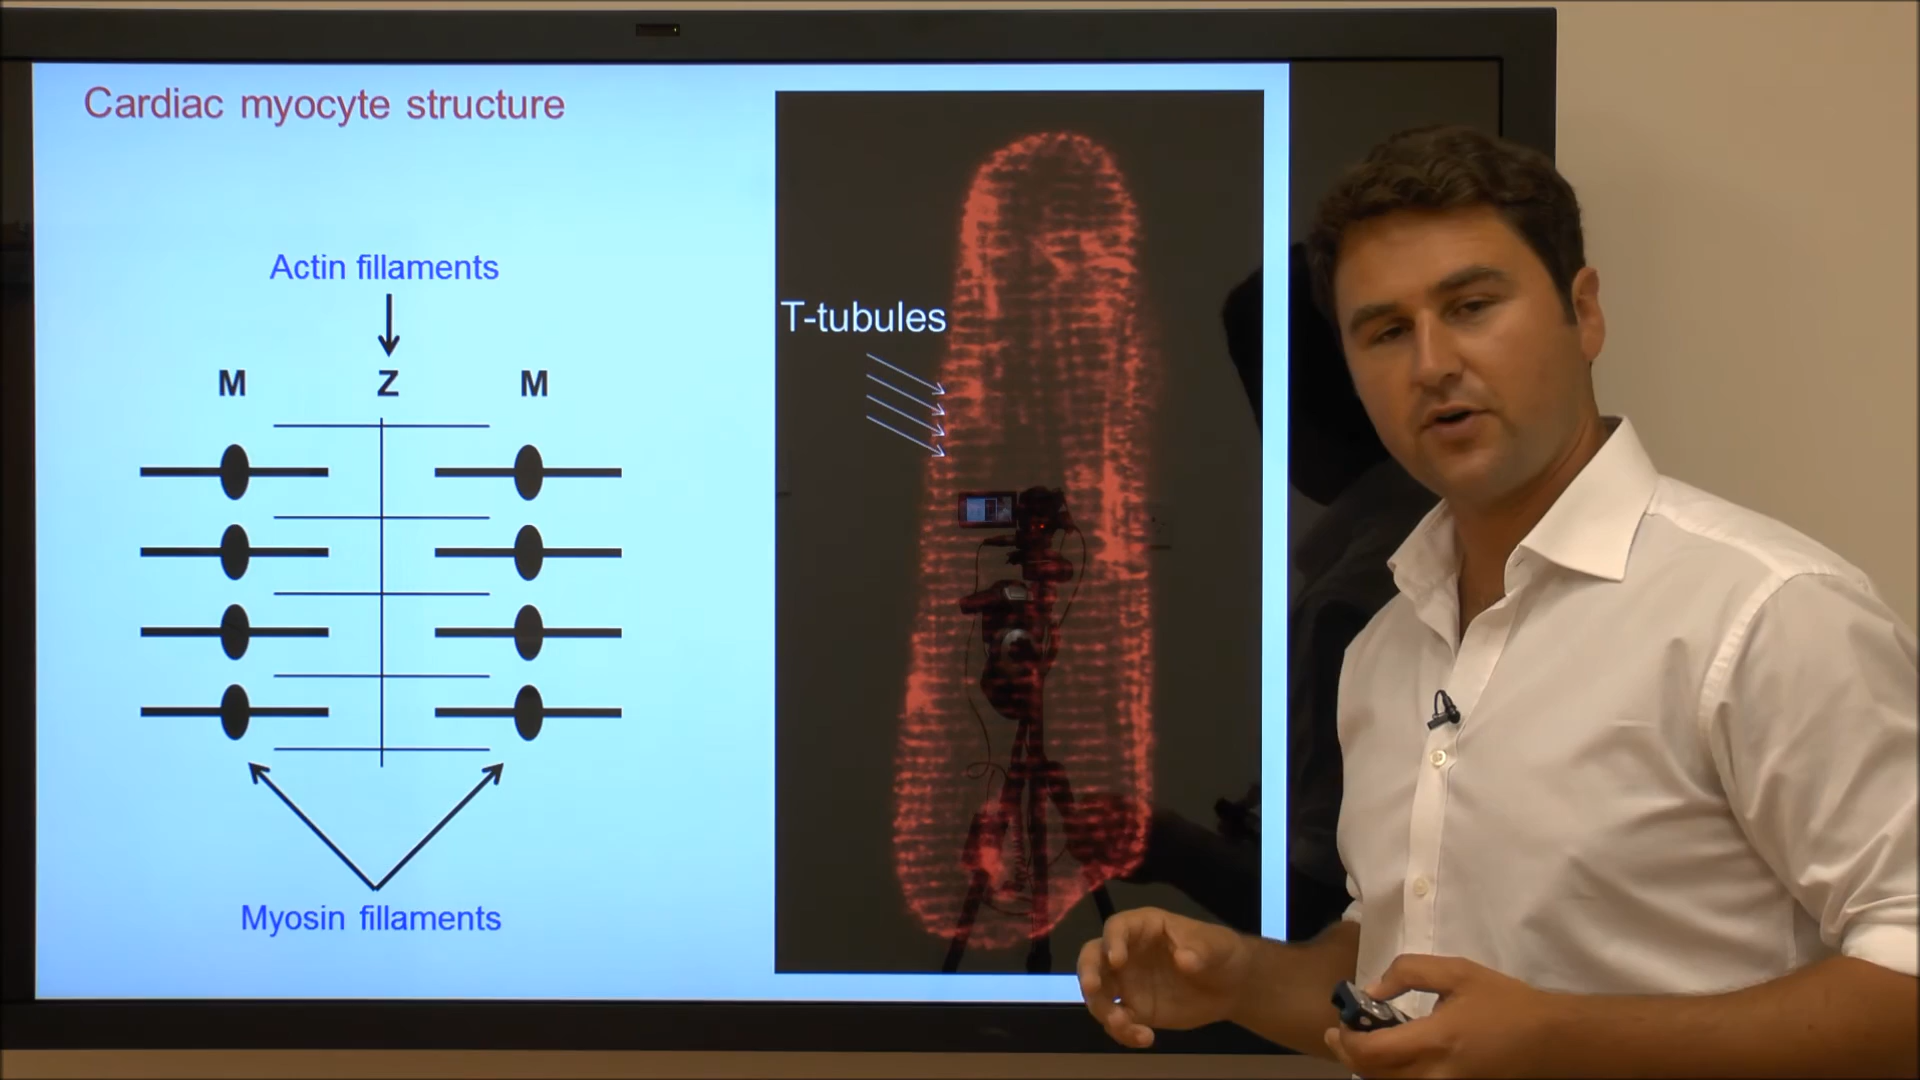 Cardiac myocyte structure
Actin fillaments
M Z M
Myosin fillaments
T-tubules